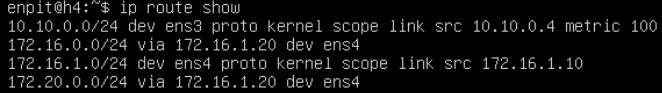 enpit@h4:~$ ip route show
10.10.0.0/24 dev ens3 proto kernel scope link src 10.10.0.4 metric 100
172.16.0.0/24 via 172.16.1.20 dev ens4
172.16.1.0/24 dev ens4 proto kernel scope link src 172.16.1.10
172.20.0.0/24 via 172.16.1.20 dev ens4